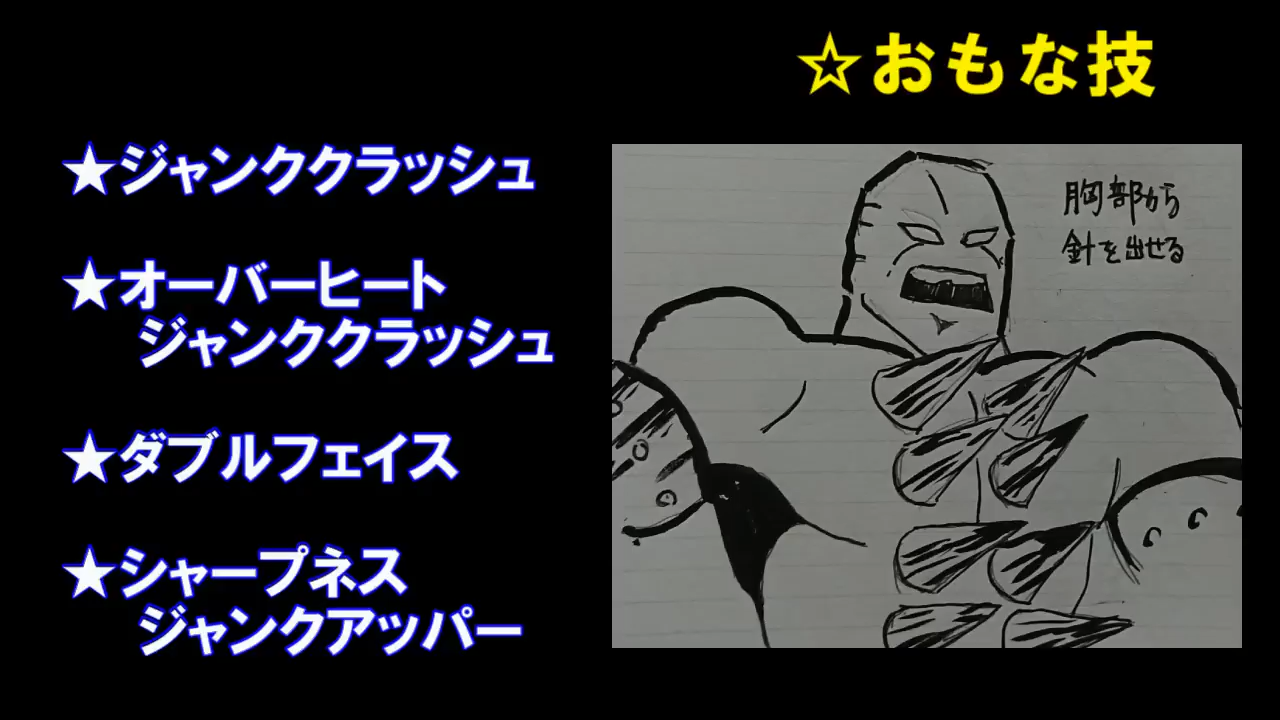 ☆おもな技
★ジャンククラッシュ
★オーバーヒート
ジャンククラッシュ
★ダブルフェイス
★シャープネス
ジャンクアッパー
胸部から
針を出せる